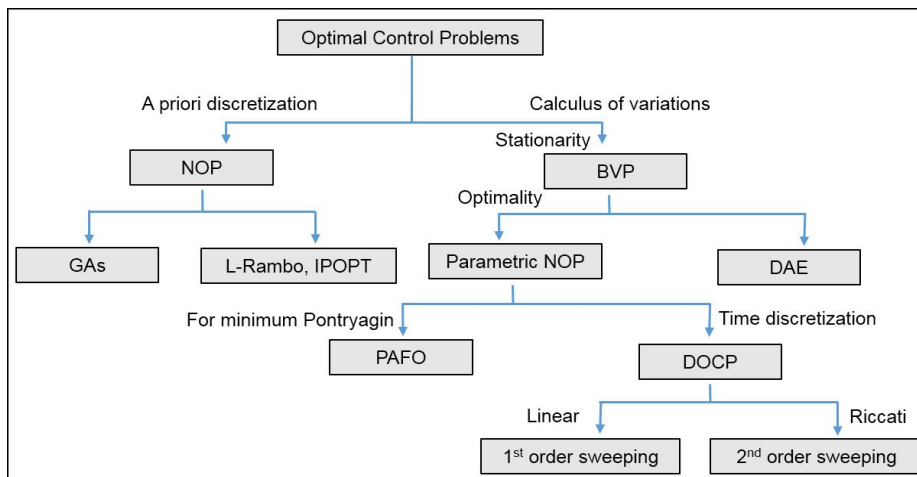 Optimal Control Problems
A priori discretization
Calculus of variations
Stationarity
NOP
BVP
Optimality
GAs
L-Rambo, IPOPT
Parametric NOP
DAE
For minimum Pontryagin
Time discretization
PAFO
DOCP
Linear
Riccati
1st order sweeping
2nd order sweeping